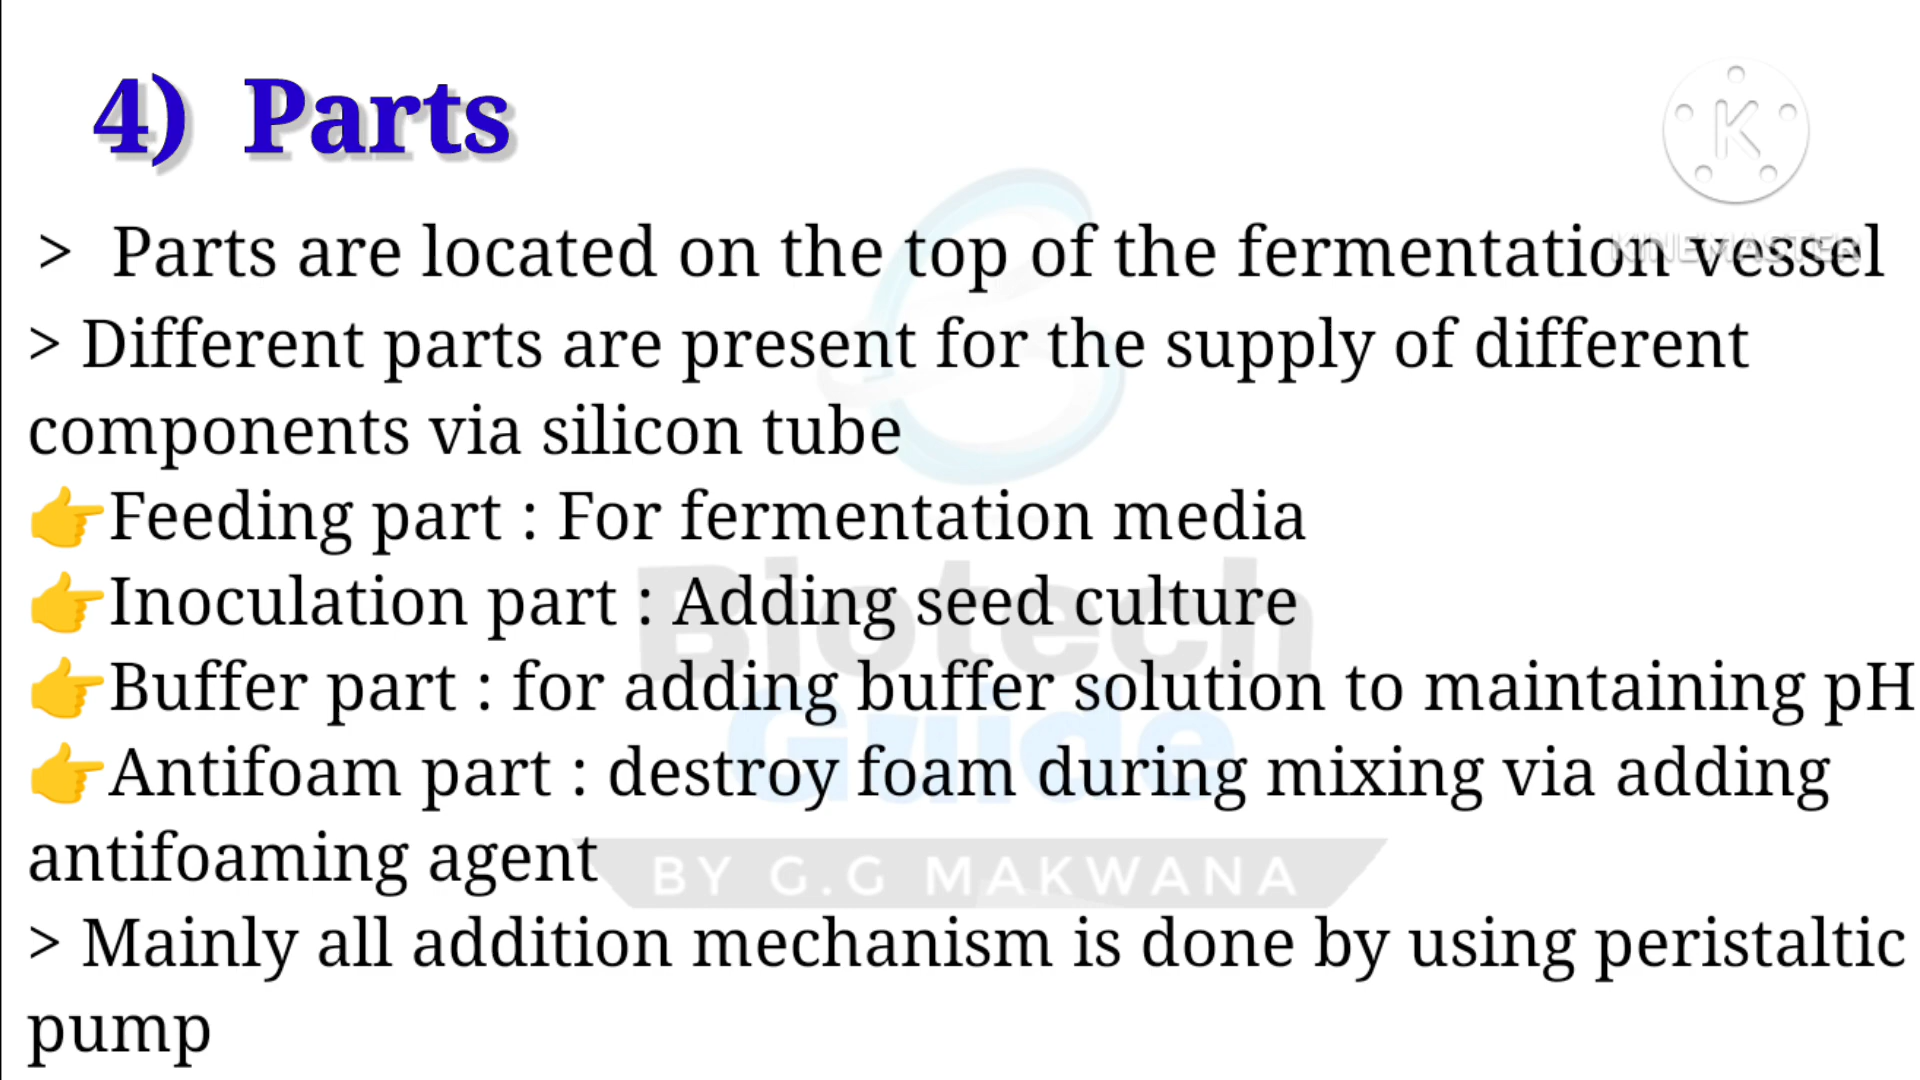 4) Parts
KINEMASTER
> Parts are located on the top of the fermentation vessel
> Different parts are present for the supply of different
components via silicon tube
👉Feeding part : For fermentation media
👉Inoculation part : Adding seed culture
👉Buffer part : for adding buffer solution to maintaining pH
👉Antifoam part : destroy foam during mixing via adding
antifoaming agent
> Mainly all addition mechanism is done by using peristaltic
pump
Biotech
Guide
BY G.G MAKWANA